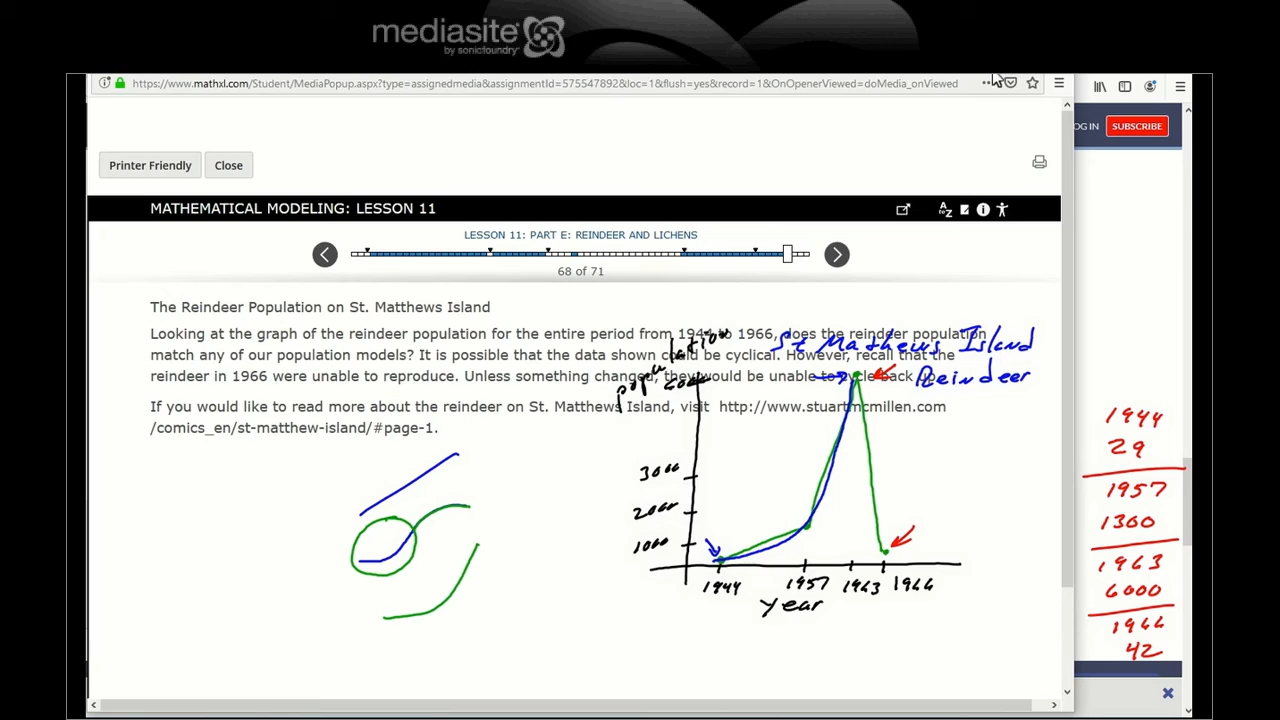 mediasite
by sonicfoundry
https://www.mathxl.com/Student/MediaPopup.aspx?type=assignedmedia&assignmentId=575547892&loc=1&flush=yes&record=1&OnOpenerViewed=doMedia_onViewed
OG IN
SUBSCRIBE
Printer Friendly
Close
MATHEMATICAL MODELING: LESSON 11
A to Z
LESSON 11: PART E: REINDEER AND LICHENS
68 of 71
The Reindeer Population on St. Matthews Island
Looking at the graph of the reindeer population for the entire period from 1944 to 1966, does the reindeer population
match any of our population models? It is possible that the data shown could be cyclical. However, recall that the
reindeer in 1966 were unable to reproduce. Unless something changed, they would be unable to cycle back up.
If you would like to read more about the reindeer on St. Matthews Island, visit http://www.stuartmcmillen.com
/comics_en/st-matthew-island/#page-1.
St Mathews Island
Reindeer
population
6000
3000
2000
1000
1944
1957
1963
1966
year
1944
29
1957
1300
1963
6000
1966
42